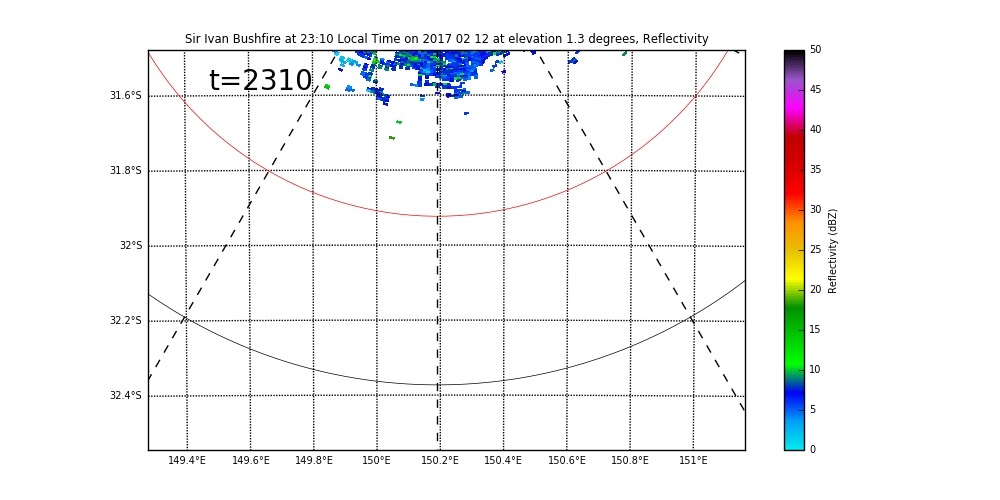 Sir Ivan Bushfire at 23:10 Local Time on 2017 02 12 at elevation 1.3 degrees, Reflectivity
t=2310
31.6°S
31.8°S
32°S
32.2°S
32.4°S
149.4°E 149.6°E 149.8°E 150°E 150.2°E 150.4°E 150.6°E 150.8°E 151°E
50
45
40
35
30
25
20
15
10
5
0
Reflectivity (dBZ)